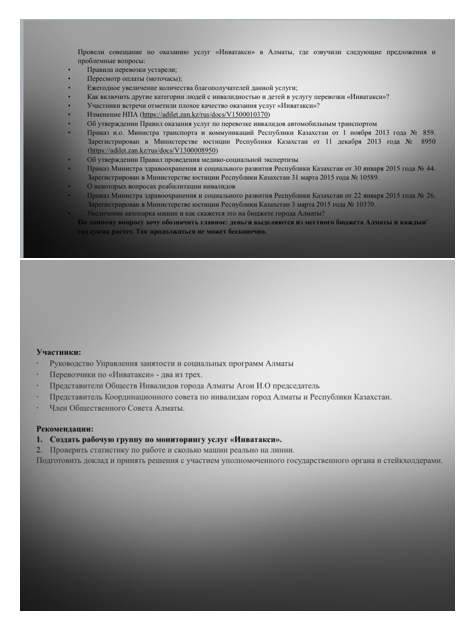 Провели совещание по оказанию услуг «Инватакси» в Алматы, где озвучили следующие предложения и
проблемные вопросы:
• Правила перевозки устарели;
• Пересмотр оплаты (моточасы);
• Ежегодное увеличение количества благополучателей данной услуги;
• Как включить другие категории людей с инвалидностью и детей в услугу перевозки «Инватакси»?
• Участники встречи отметили плохое качество оказания услуг «Инватакси»?
• Изменение НПА (https://adilet.zan.kz/rus/docs/V1500010370)
• Об утверждении Правил оказания услуг по перевозке инвалидов автомобильным транспортом
• Приказ и.о. Министра транспорта и коммуникаций Республики Казахстан от 1 ноября 2013 года № 859.
Зарегистрирован в Министерстве юстиции Республики Казахстан от 11 декабря 2013 года № 8950
(https://adilet.zan.kz/rus/docs/V1300008950)
• Об утверждении Правил проведения медико-социальной экспертизы
• Приказ Министра здравоохранения и социального развития Республики Казахстан от 30 января 2015 года № 44.
Зарегистрирован в Министерстве юстиции Республики Казахстан 31 марта 2015 года № 10589.
• О некоторых вопросах реабилитации инвалидов
• Приказ Министра здравоохранения и социального развития Республики Казахстан от 22 января 2015 года № 26.
Зарегистрирован в Министерстве юстиции Республики Казахстан 3 марта 2015 года № 10370.
• Увеличение автопарка машин и как скажется это на бюджете города Алматы?
По данному вопросу хочу обозначить главное: деньги выделяются из местного бюджета Алматы и каждый
год сумма растет. Так продолжаться не может бесконечно.
Участники:
· Руководство Управления занятости и социальных программ Алматы
· Перевозчики по «Инватакси» - два из трех.
· Представители Обществ Инвалидов города Алматы Агои И.О председатель
· Представитель Координационного совета по инвалидам город Алматы и Республики Казахстан.
· Член Общественного Совета Алматы.
Рекомендации:
1. Создать рабочую группу по мониторингу услуг «Инватакси».
2. Проверить статистику по работе и сколько машин реально на линии.
Подготовить доклад и принять решения с участием уполномоченного государственного органа и стейкхолдерами.